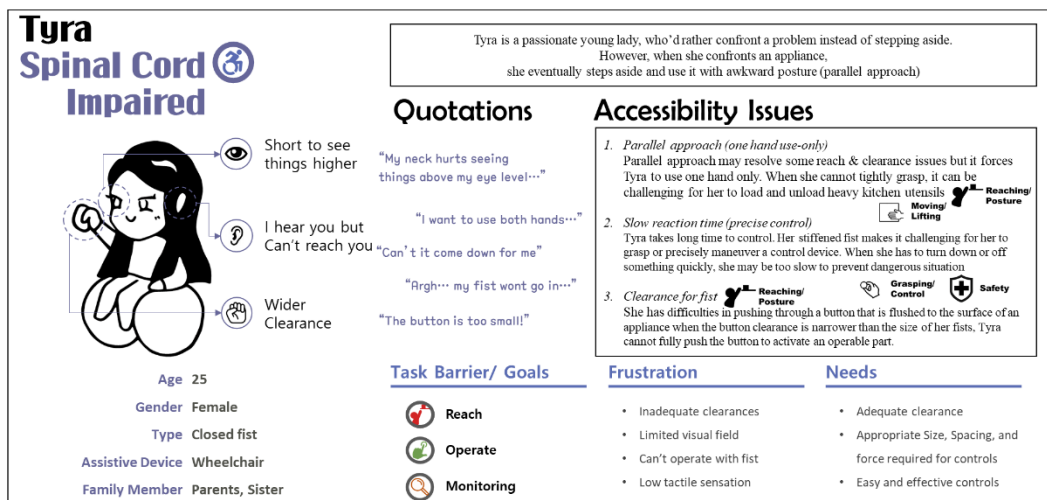 Tyra
Spinal Cord
Impaired
Tyra is a passionate young lady, who'd rather confront a problem instead of stepping aside.
However, when she confronts an appliance,
she eventually steps aside and use it with awkward posture (parallel approach)
Short to see
things higher
I hear you but
Can't reach you
Wider
Clearance
Age 25
Gender Female
Type Closed fist
Assistive Device Wheelchair
Family Member Parents, Sister
Quotations
"My neck hurts seeing
things above my eye level…"
"I want to use both hands…"
"Can't it come down for me"
"Argh… my fist wont go in…"
"The button is too small!"
Accessibility Issues
1. Parallel approach (one hand use-only)
Parallel approach may resolve some reach & clearance issues but it forces
Tyra to use one hand only. When she cannot tightly grasp, it can be
challenging for her to load and unload heavy kitchen utensils
Reaching/
Posture
Moving/
Lifting
2. Slow reaction time (precise control)
Tyra takes long time to control. Her stiffened fist makes it challenging for her to
grasp or precisely maneuver a control device. When she has to turn down or off
something quickly, she may be too slow to prevent dangerous situation
Grasping/
Control
Safety
3. Clearance for fist
Reaching/
Posture
She has difficulties in pushing through a button that is flushed to the surface of an
appliance when the button clearance is narrower than the size of her fists. Tyra
cannot fully push the button to activate an operable part.
Task Barrier/ Goals
Reach
Operate
Monitoring
Frustration
• Inadequate clearances
• Limited visual field
• Can't operate with fist
• Low tactile sensation
Needs
• Adequate clearance
• Appropriate Size, Spacing, and
force required for controls
• Easy and effective controls